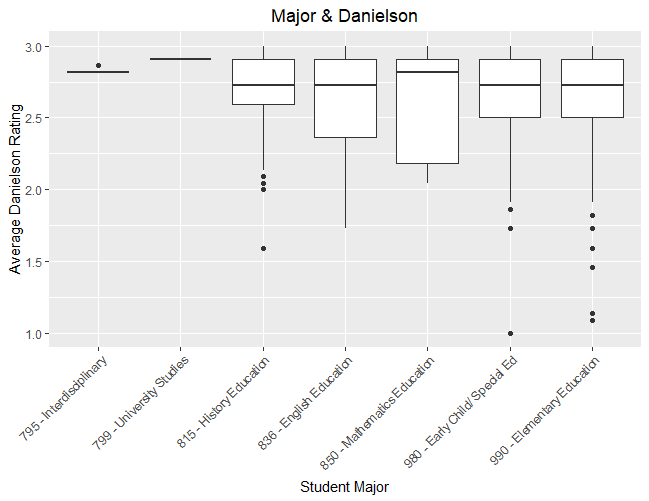 Major & Danielson
Average Danielson Rating
3.0
2.5
2.0
1.5
1.0
795 - Interdisciplinary
799 - University Studies
815 - History Education
836 - English Education
850 - Mathematics Education
980 - Early Child/ Special Ed
990 - Elementary Education
Student Major